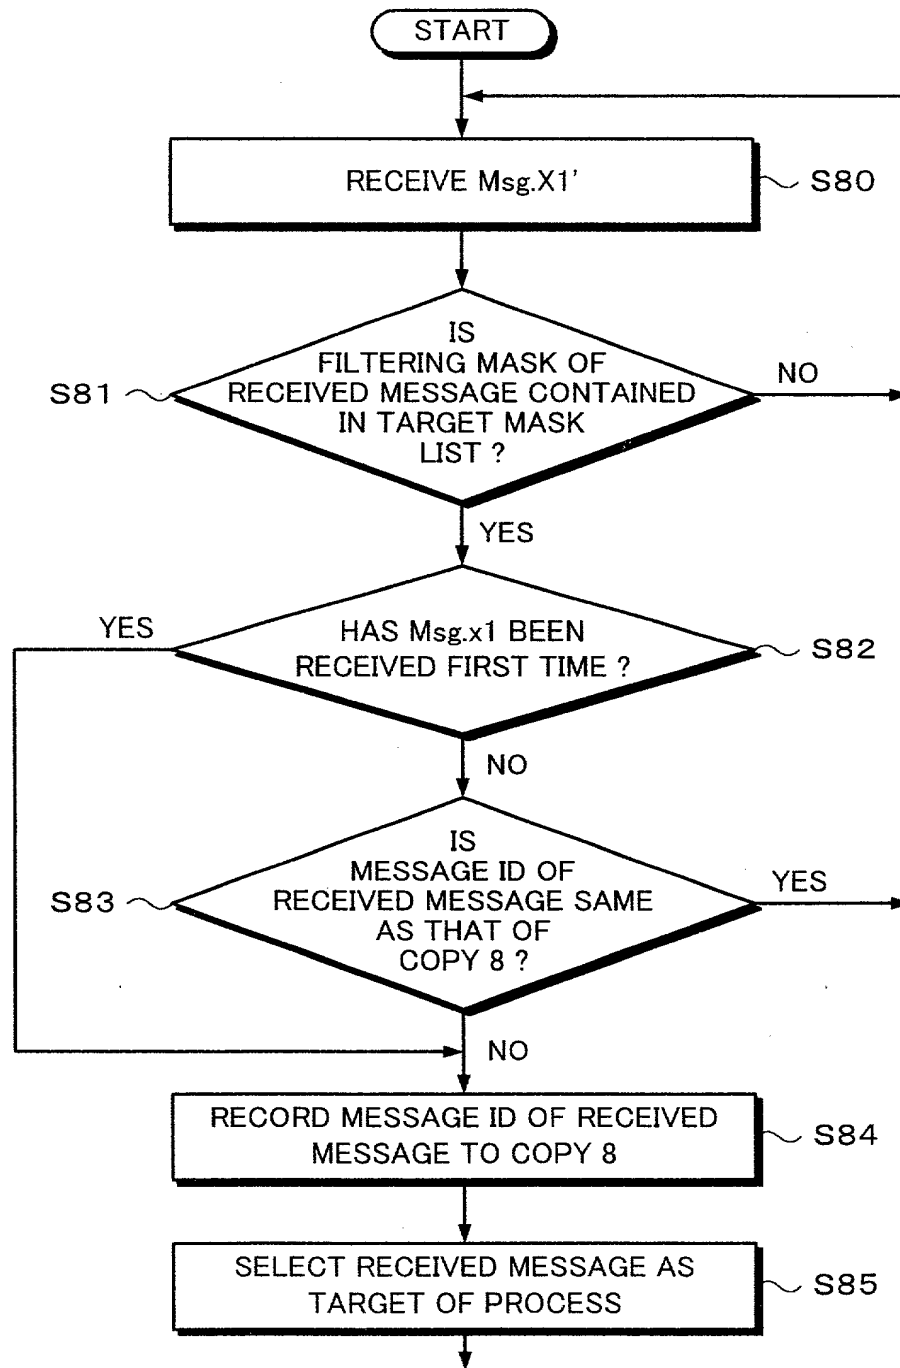 START
RECEIVE Msg.X1'
S80
IS
FILTERING MASK OF
RECEIVED MESSAGE CONTAINED
IN TARGET MASK
LIST ?
S81
NO
YES
HAS Msg.x1 BEEN
RECEIVED FIRST TIME ?
S82
YES
NO
IS
MESSAGE ID OF
RECEIVED MESSAGE SAME
AS THAT OF
COPY 8 ?
S83
YES
NO
RECORD MESSAGE ID OF RECEIVED
MESSAGE TO COPY 8
S84
SELECT RECEIVED MESSAGE AS
TARGET OF PROCESS
S85